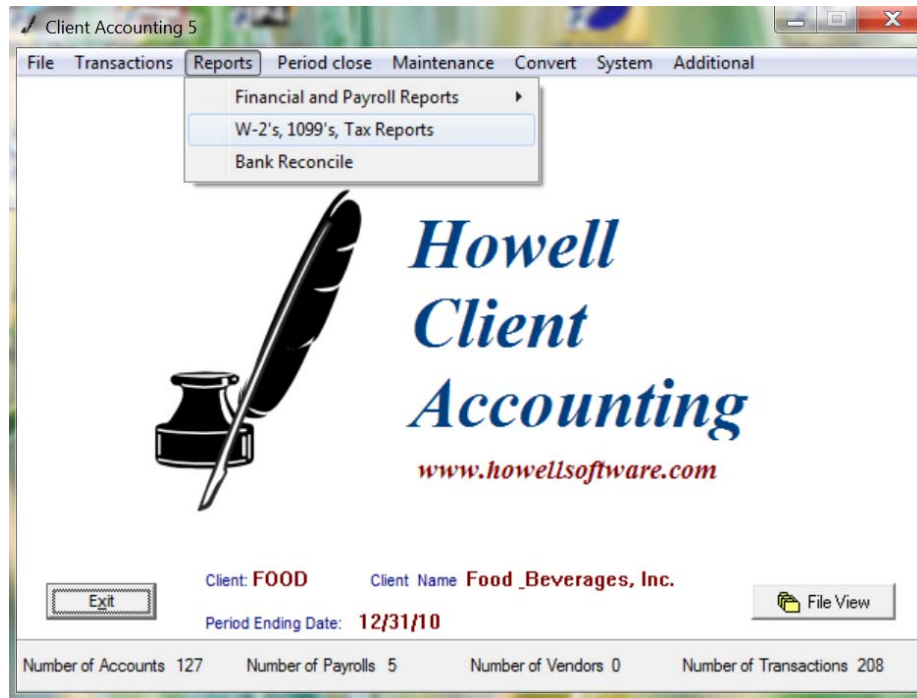 Client Accounting 5
File Transactions Reports Period close Maintenance Convert System Additional
Financial and Payroll Reports
W-2's, 1099's, Tax Reports
Bank Reconcile
Howell
Client
Accounting
www.howellsoftware.com
Client: FOOD Client Name Food _Beverages, Inc.
Exit
File View
Period Ending Date: 12/31/10
Number of Accounts 127 Number of Payrolls 5 Number of Vendors 0 Number of Transactions 208